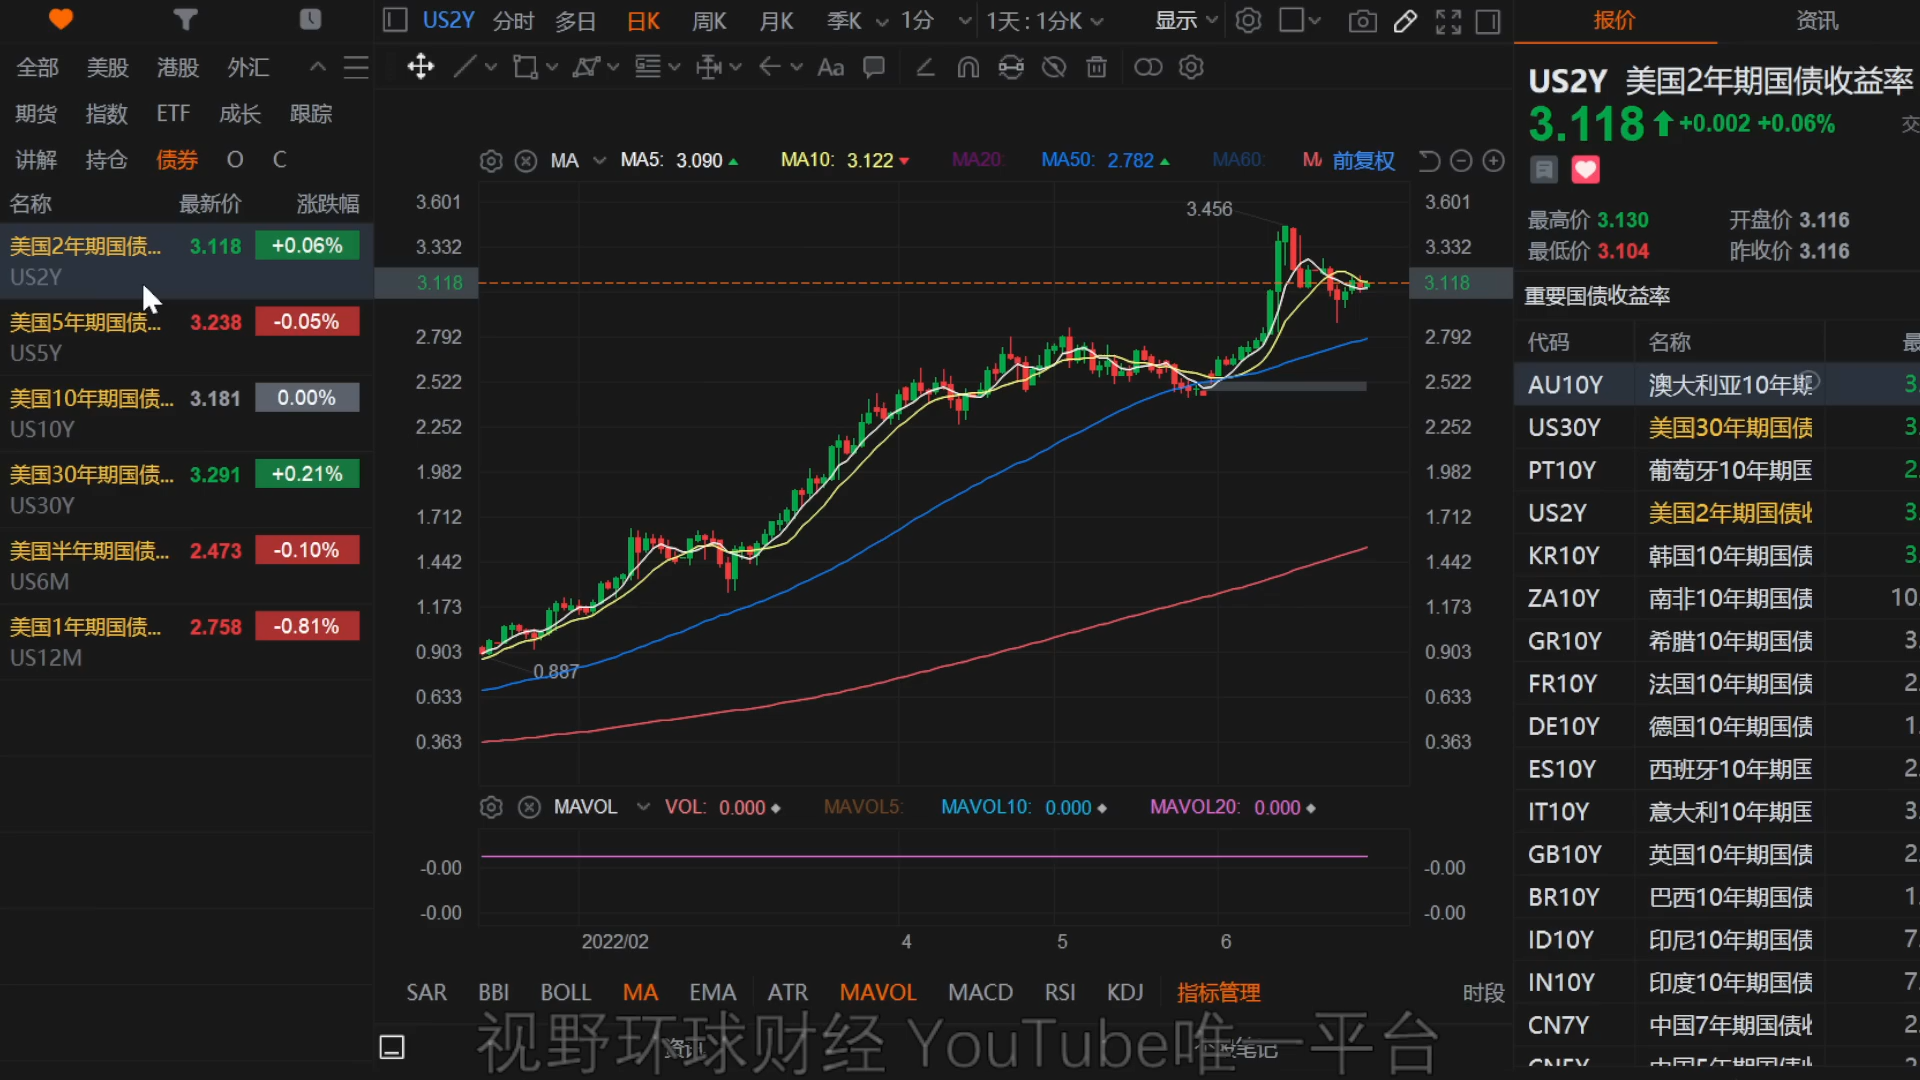 US2Y 分时 多日 日K 周K 月K 季K 1分 1天 : 1分K 显示
报价 资讯
全部 美股 港股 外汇
期货 指数 ETF 成长 跟踪
讲解 持仓 债券 O C
名称 最新价 涨跌幅
美国2年期国债... 3.118 +0.06%
US2Y
美国5年期国债... 3.238 -0.05%
US5Y
美国10年期国债... 3.181 0.00%
US10Y
美国30年期国债... 3.291 +0.21%
US30Y
美国半年期国债... 2.473 -0.10%
US6M
美国1年期国债... 2.758 -0.81%
US12M
Aa
MA MA5: 3.090 MA10: 3.122 MA20: MA50: 2.782 MA60: 前复权
3.601 3.601
3.332 3.332
3.118 3.118
2.792 2.792
2.522 2.522
2.252 2.252
1.982 1.982
1.712 1.712
1.442 1.442
1.173 1.173
0.903 0.903
0.633 0.633
0.363 0.363
3.456
0.887
MAVOL VOL: 0.000 MAVOL5: MAVOL10: 0.000 MAVOL20: 0.000
-0.00 -0.00
-0.00 -0.00
2022/02 4 5 6
SAR BBI BOLL MA EMA ATR MAVOL MACD RSI KDJ 指标管理 时段
视野环球财经 YouTube唯一平台
US2Y 美国2年期国债收益率
3.118 +0.002 +0.06%
最高价 3.130 开盘价 3.116
最低价 3.104 昨收价 3.116
重要国债收益率
代码 名称
AU10Y 澳大利亚10年期
US30Y 美国30年期国债
PT10Y 葡萄牙10年期国
US2Y 美国2年期国债
KR10Y 韩国10年期国债
ZA10Y 南非10年期国债 10.
GR10Y 希腊10年期国债 3.
FR10Y 法国10年期国债 2.
DE10Y 德国10年期国债 1.
ES10Y 西班牙10年期国 2.
IT10Y 意大利10年期国 3.
GB10Y 英国10年期国债 2.
BR10Y 巴西10年期国债 1.
ID10Y 印尼10年期国债 7.
IN10Y 印度10年期国债 7.
CN7Y 中国7年期国债 2.
CN5Y 中国5年期国债